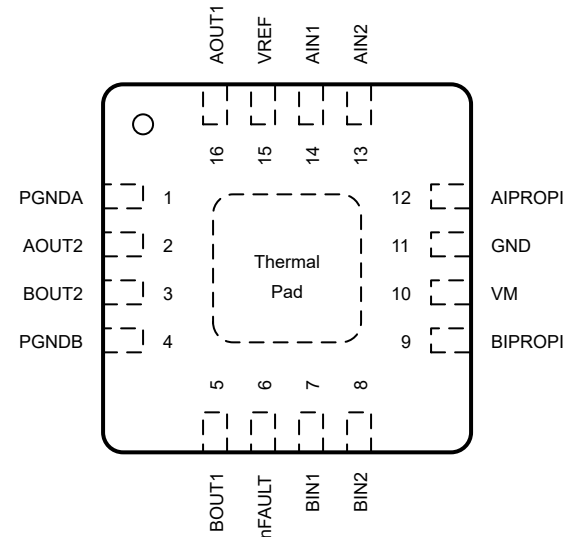 AOUT1
VREF
AIN1
AIN2
16
15
14
13
PGNDA 1
AOUT2 2
BOUT2 3
PGNDB 4
Thermal
Pad
12 AIPROPI
11 GND
10 VM
9 BIPROPI
5
6
7
8
BOUT1
nFAULT
BIN1
BIN2